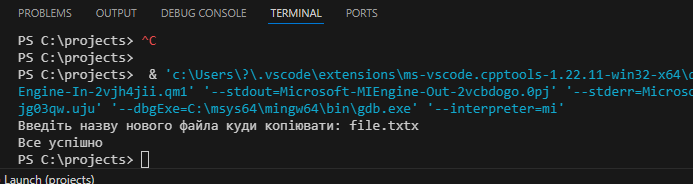 PROBLEMS OUTPUT DEBUG CONSOLE TERMINAL PORTS
PS C:\projects> ^C
PS C:\projects>
PS C:\projects>  & 'c:\Users\?\.vscode\extensions\ms-vscode.cpptools-1.22.11-win32-x64\d
Engine-In-2vjh4jii.qm1' '--stdout=Microsoft-MIEngine-Out-2vcbdogo.0pj' '--stderr=Micros
jg03qw.uju' '--dbgExe=C:\msys64\mingw64\bin\gdb.exe' '--interpreter=mi'
Введіть назву нового файла куди копіювати: file.txtx
Все успішно
PS C:\projects>
Launch (projects)